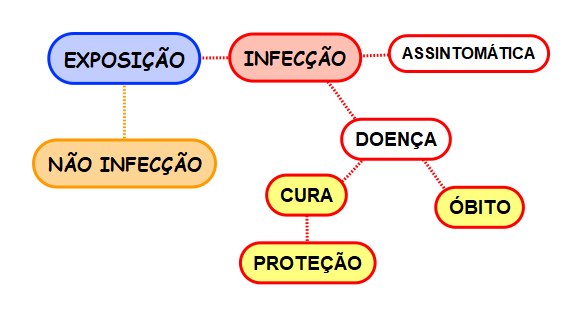 EXPOSIÇÃO
INFECÇÃO
ASSINTOMÁTICA
NÃO INFECÇÃO
DOENÇA
CURA
ÓBITO
PROTEÇÃO